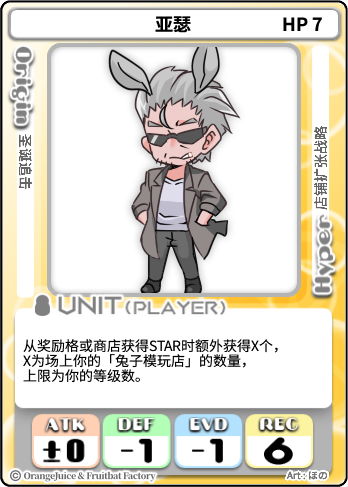 亚瑟 HP 7
Origin
圣诞追击
Hyper
店铺扩张战略
UNIT(PLAYER)
从奖励格或商店获得STAR时额外获得X个，
X为场上你的「兔子模玩店」的数量，
上限为你的等级数。
ATK DEF EVD REC
±0 -1 -1 6
© OrangeJuice & Fruitbat Factory Art : ほの